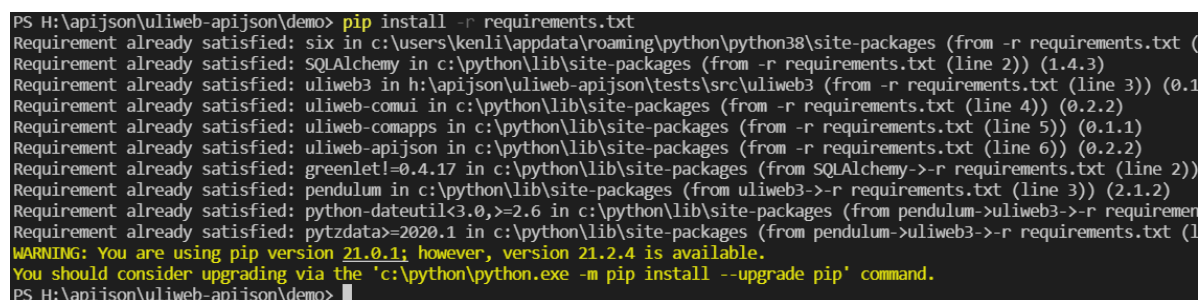 PS H:\apijson\uliweb-apijson\demo> pip install -r requirements.txt
Requirement already satisfied: six in c:\users\kenli\appdata\roaming\python\python38\site-packages (from -r requirements.txt (
Requirement already satisfied: SQLAlchemy in c:\python\lib\site-packages (from -r requirements.txt (line 2)) (1.4.3)
Requirement already satisfied: uliweb3 in h:\apijson\uliweb-apijson\tests\src\uliweb3 (from -r requirements.txt (line 3)) (0.1
Requirement already satisfied: uliweb-comui in c:\python\lib\site-packages (from -r requirements.txt (line 4)) (0.2.2)
Requirement already satisfied: uliweb-comapps in c:\python\lib\site-packages (from -r requirements.txt (line 5)) (0.1.1)
Requirement already satisfied: uliweb-apijson in c:\python\lib\site-packages (from -r requirements.txt (line 6)) (0.2.2)
Requirement already satisfied: greenlet!=0.4.17 in c:\python\lib\site-packages (from SQLAlchemy->-r requirements.txt (line 2))
Requirement already satisfied: pendulum in c:\python\lib\site-packages (from uliweb3->-r requirements.txt (line 3)) (2.1.2)
Requirement already satisfied: python-dateutil<3.0,>=2.6 in c:\python\lib\site-packages (from pendulum->uliweb3->-r requiremen
Requirement already satisfied: pytzdata>=2020.1 in c:\python\lib\site-packages (from pendulum->uliweb3->-r requirements.txt (l
WARNING: You are using pip version 21.0.1; however, version 21.2.4 is available.
You should consider upgrading via the 'c:\python\python.exe -m pip install --upgrade pip' command.
PS H:\apijson\uliweb-apijson\demo>